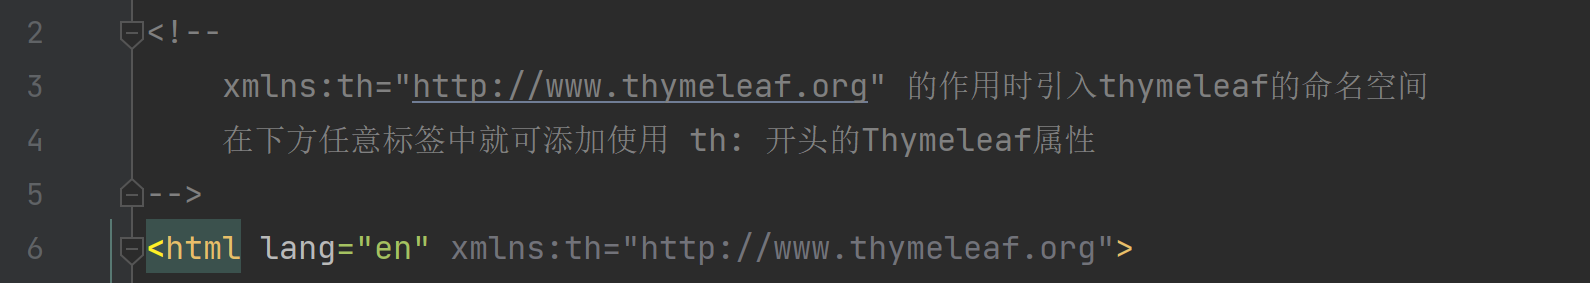 2 <!--
3 xmlns:th="http://www.thymeleaf.org" 的作用时引入thymeleaf的命名空间
4 在下方任意标签中就可添加使用 th: 开头的Thymeleaf属性
5 -->
6 <html lang="en" xmlns:th="http://www.thymeleaf.org">